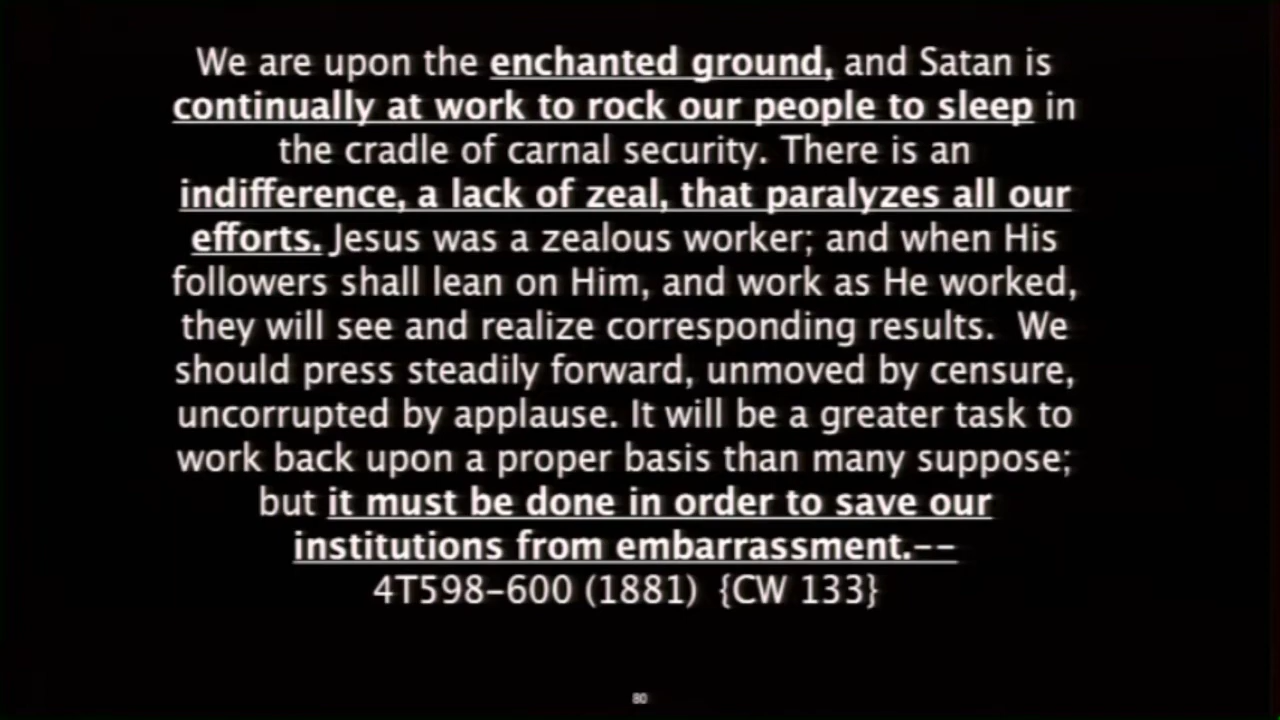 We are upon the enchanted ground, and Satan is
continually at work to rock our people to sleep in
the cradle of carnal security. There is an
indifference, a lack of zeal, that paralyzes all our
efforts. Jesus was a zealous worker; and when His
followers shall lean on Him, and work as He worked,
they will see and realize corresponding results.  We
should press steadily forward, unmoved by censure,
uncorrupted by applause. It will be a greater task to
work back upon a proper basis than many suppose;
but it must be done in order to save our
institutions from embarrassment.--
4T598-600 (1881)  {CW 133}
80